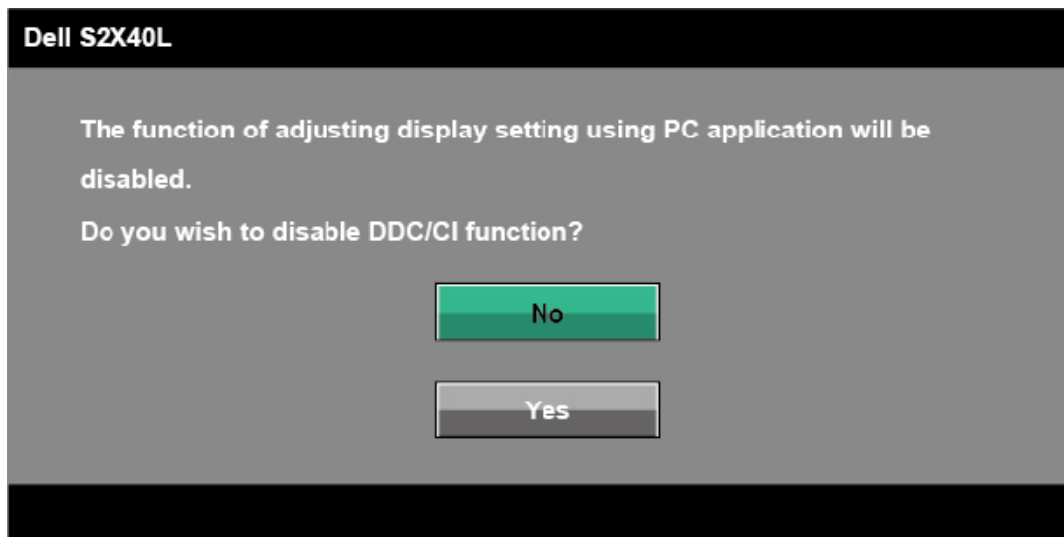 Dell S2X40L
The function of adjusting display setting using PC application will be
disabled.
Do you wish to disable DDC/CI function?
No
Yes